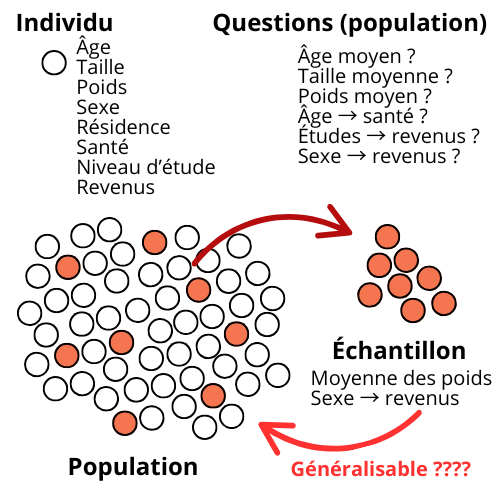 Individu
Âge
Taille
Poids
Sexe
Résidence
Santé
Niveau d’étude
Revenus
Questions (population)
Âge moyen ?
Taille moyenne ?
Poids moyen ?
Âge → santé ?
Études → revenus ?
Sexe → revenus ?
Échantillon
Moyenne des poids
Sexe → revenus
Population
Généralisable ????